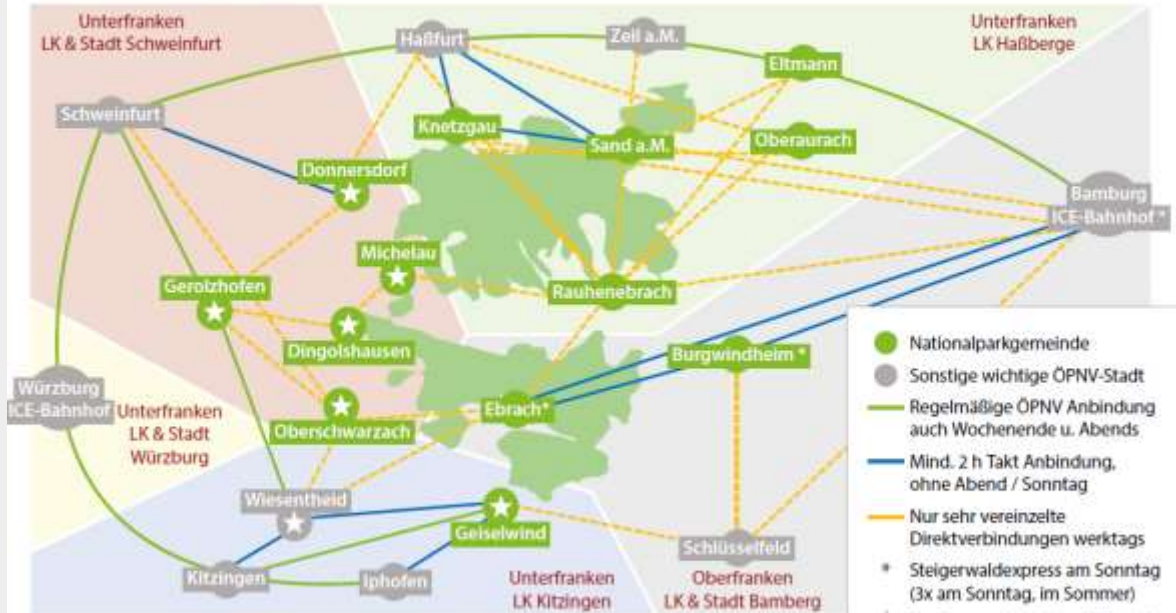 Unterfranken
LK & Stadt Schweinfurt
Unterfranken
LK Haßberge
Haßfurt
Zeil a.M.
Eltmann
Schweinfurt
Knetzgau
Sand a.M.
Oberaurach
Donnersdorf
Bamburg
ICE-Bahnhof *
Michelau
Gerolzhofen
Rauhenebrach
Dingolshausen
Burgwindheim *
Würzburg
ICE-Bahnhof
Unterfranken
LK & Stadt
Würzburg
Ebrach*
Oberschwarzach
Wiesentheid
Geiselwind
Schlüsselfeld
Kitzingen
Iphofen
Unterfranken
LK Kitzingen
Oberfranken
LK & Stadt Bamberg
Nationalparkgemeinde
Sonstige wichtige ÖPNV-Stadt
Regelmäßige ÖPNV Anbindung
auch Wochenende u. Abends
Mind. 2 h Takt Anbindung,
ohne Abend / Sonntag
Nur sehr vereinzelte
Direktverbindungen werktags
* Steigerwaldexpress am Sonntag
(3x am Sonntag, im Sommer)